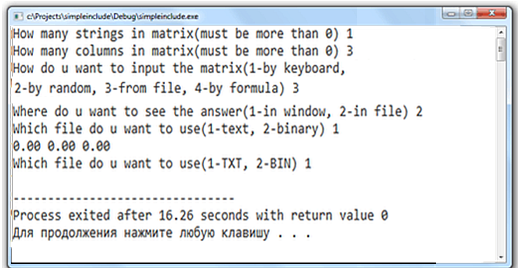 c:\Projects\simpleinclude\Debug\simpleinclude.exe
How many strings in matrix(must be more than 0) 1
How many columns in matrix(must be more than 0) 3
How do u want to input the matrix(1-by keyboard,
2-by random, 3-from file, 4-by formula) 3
Where do u want to see the answer(1-in window, 2-in file) 2
Which file do u want to use(1-text, 2-binary) 1
0.00 0.00 0.00
Which file do u want to use(1-TXT, 2-BIN) 1
--------------------------------
Process exited after 16.26 seconds with return value 0
Для продолжения нажмите любую клавишу . . .